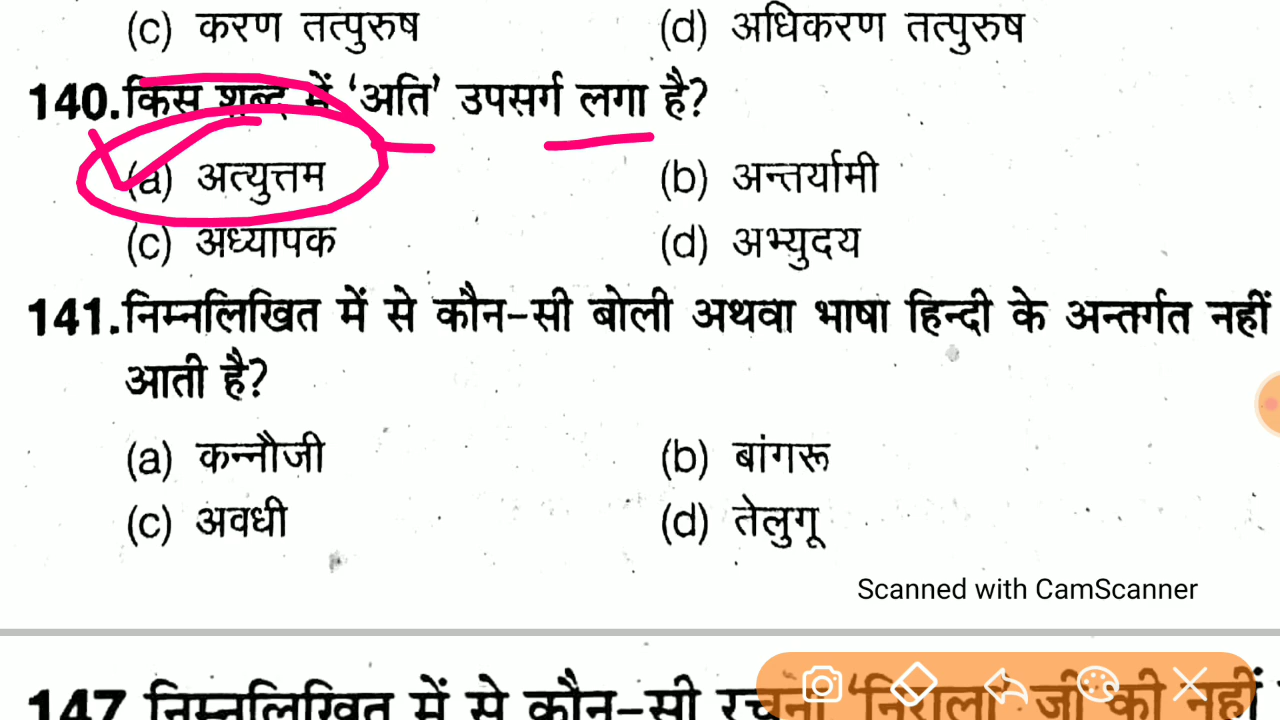 (c) करण तत्पुरुष (d) अधिकरण तत्पुरुष
140. किस शब्द में ‘अति’ उपसर्ग लगा है?
(a) अत्युत्तम (b) अन्तर्यामी
(c) अध्यापक (d) अभ्युदय
141. निम्नलिखित में से कौन-सी बोली अथवा भाषा हिन्दी के अन्तर्गत नहीं
आती है?
(a) कन्नौजी (b) बांगरू
(c) अवधी (d) तेलुगू
Scanned with CamScanner
147 निम्नलिखित में से कौन-सी रचना ‘निराला’ जी की नहीं